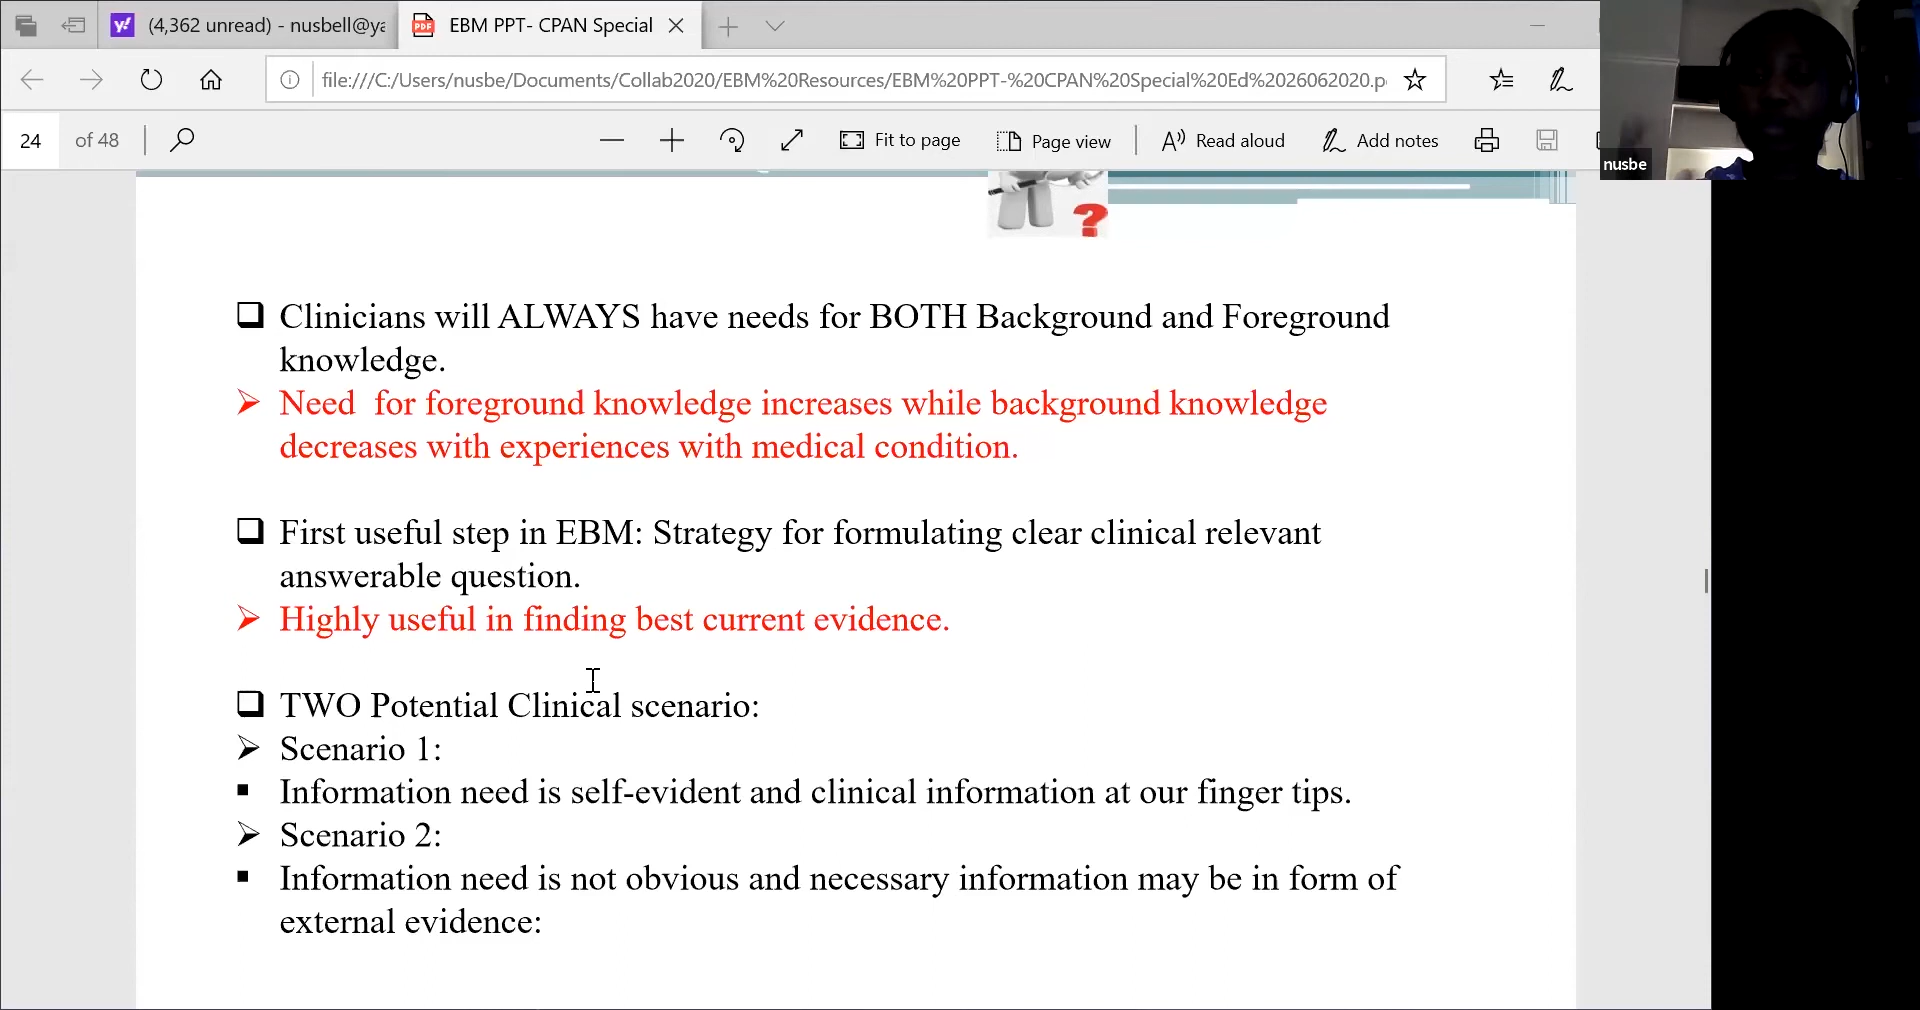 (4,362 unread) - nusbell@ya
PDF
EBM PPT- CPAN Special
file:///C:/Users/nusbe/Documents/Collab2020/EBM%20Resources/EBM%20PPT-%20CPAN%20Special%20Ed%2026062020.p
24 of 48
Fit to page
Page view
Read aloud
Add notes
nusbe
Clinicians will ALWAYS have needs for BOTH Background and Foreground
knowledge.
Need for foreground knowledge increases while background knowledge
decreases with experiences with medical condition.
First useful step in EBM: Strategy for formulating clear clinical relevant
answerable question.
Highly useful in finding best current evidence.
TWO Potential Clinical scenario:
Scenario 1:
Information need is self-evident and clinical information at our finger tips.
Scenario 2:
Information need is not obvious and necessary information may be in form of
external evidence: